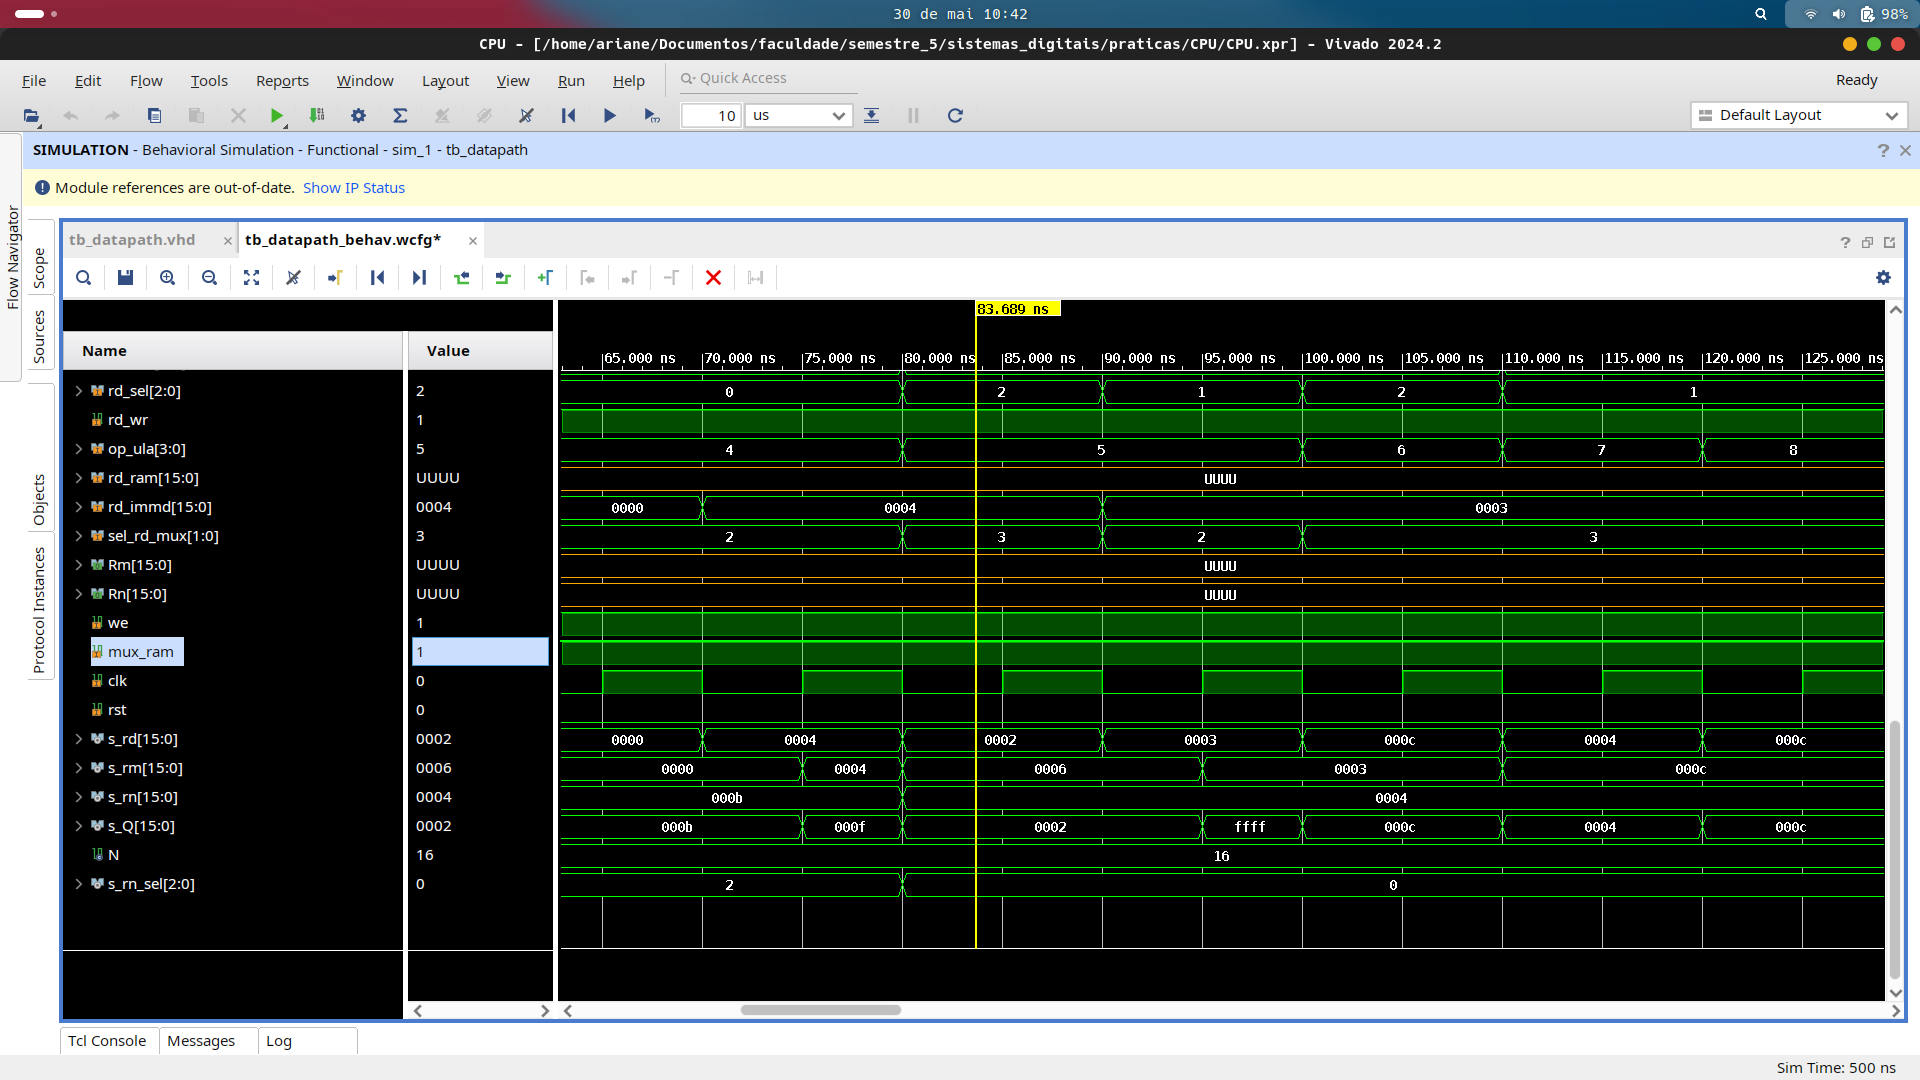 30 de mai 10:42
98%
CPU - [/home/ariane/Documentos/faculdade/semestre_5/sistemas_digitais/praticas/CPU/CPU.xpr] - Vivado 2024.2
File Edit Flow Tools Reports Window Layout View Run Help
Quick Access
Ready
10 us
Default Layout
SIMULATION - Behavioral Simulation - Functional - sim_1 - tb_datapath
Module references are out-of-date. Show IP Status
Flow Navigator
Scope
Sources
Objects
Protocol Instances
tb_datapath.vhd
tb_datapath_behav.wcfg*
83.689 ns
65.000 ns 70.000 ns 75.000 ns 80.000 ns 85.000 ns 90.000 ns 95.000 ns 100.000 ns 105.000 ns 110.000 ns 115.000 ns 120.000 ns 125.000 ns
Name Value
rd_sel[2:0] 2 0 2 1 2 1
rd_wr 1
op_ula[3:0] 5 4 5 6 7 8
rd_ram[15:0] UUUU UUUU
rd_immd[15:0] 0004 0000 0004 0003
sel_rd_mux[1:0] 3 2 3 2 3
Rm[15:0] UUUU UUUU
Rn[15:0] UUUU UUUU
we 1
mux_ram 1
clk 0
rst 0
s_rd[15:0] 0002 0000 0004 0002 0003 000c 0004 000c
s_rm[15:0] 0006 0000 0004 0006 0003 000c
s_rn[15:0] 0004 000b 0004
s_Q[15:0] 0002 000b 000f 0002 ffff 000c 0004 000c
N 16 16
s_rn_sel[2:0] 0 2 0
Tcl Console Messages Log
Sim Time: 500 ns